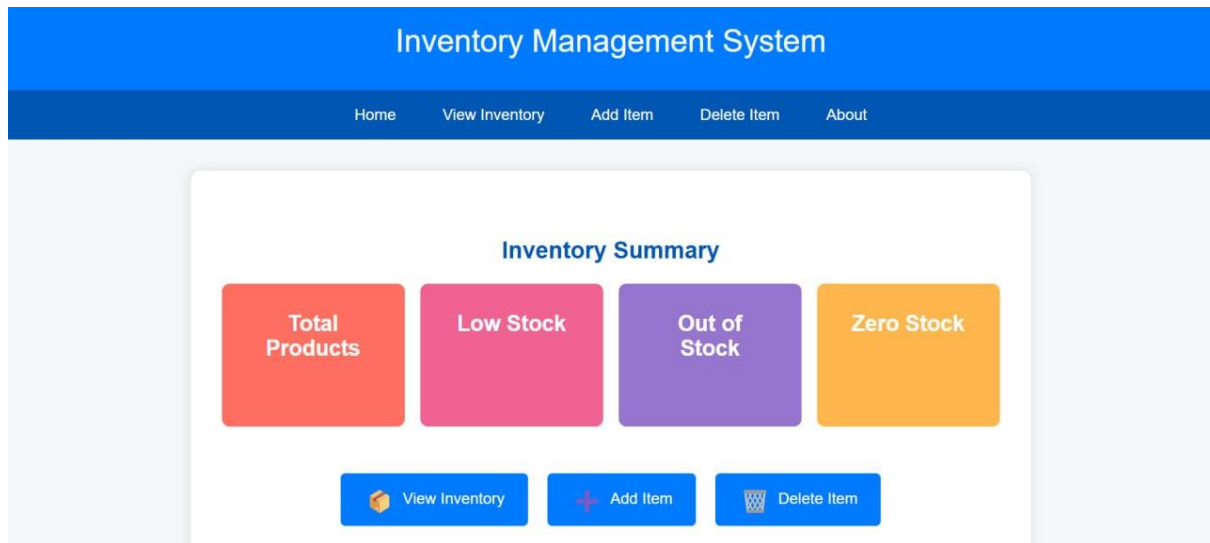 Inventory Management System
Home View Inventory Add Item Delete Item About
Inventory Summary
Total
Products
Low Stock
Out of
Stock
Zero Stock
View Inventory
Add Item
Delete Item